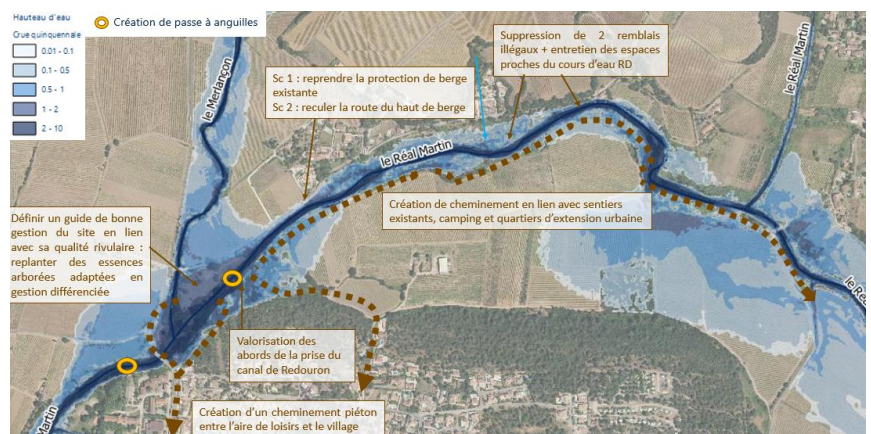 Hauteau d'eau
Crue quinquennale
0.01 - 0.1
0.1 - 0.5
0.5 - 1
1 - 2
2 - 10
Création de passe à anguilles
le Merlançon
Sc 1 : reprendre la protection de berge
existante
Sc 2 : reculer la route du haut de berge
Suppression de 2 remblais
illégaux + entretien des espaces
proches du cours d'eau RD
le Réal Martin
le Réal Martin
Création de cheminement en lien avec sentiers
existants, camping et quartiers d'extension urbaine
Définir un guide de bonne
gestion du site en lien
avec sa qualité rivulaire :
replanter des essences
arborées adaptées en
gestion différenciée
le Réa
Valorisation des
abords de la prise du
canal de Redouron
Création d'un cheminement piéton
entre l'aire de loisirs et le village
Martin